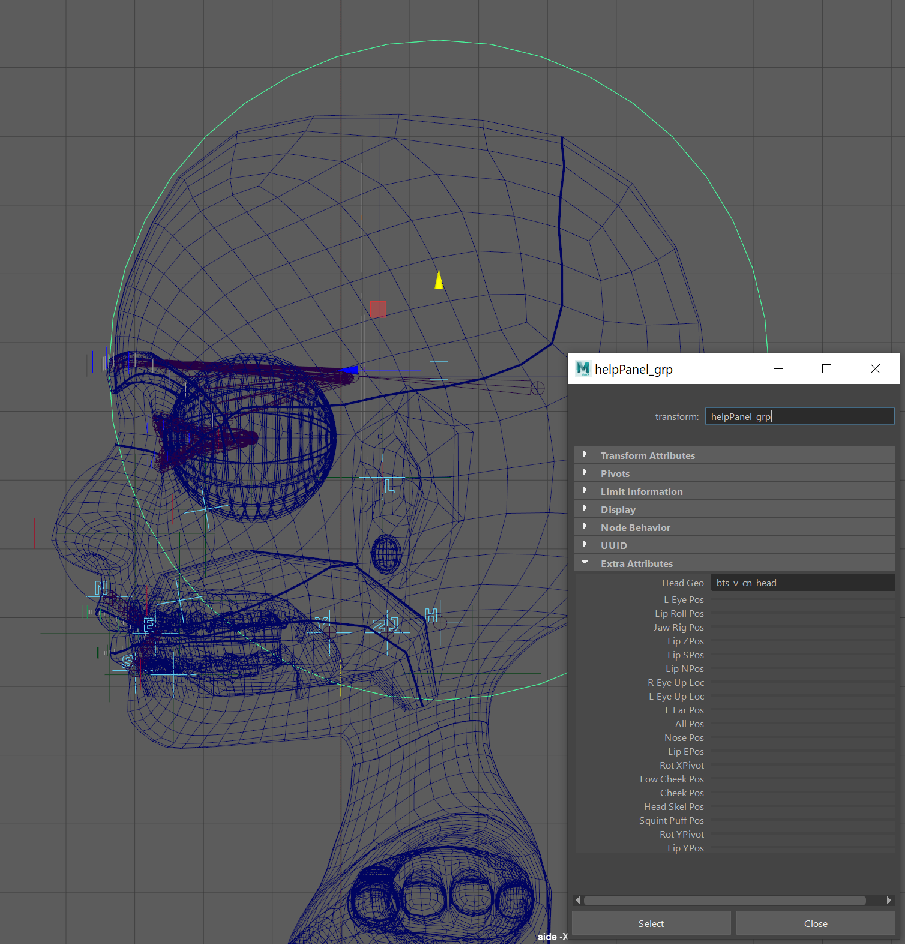 helpPanel_grp
transform: helpPanel_grp
Transform Attributes
Pivots
Limit Information
Display
Node Behavior
UUID
Extra Attributes
Head Geo bts_v_cn_head
L Eye Pos
Lip Roll Pos
Jaw Rig Pos
Lip ZPos
Lip SPos
Lip NPos
R Eye Up Loc
L Eye Up Loc
L Ear Pos
All Pos
Nose Pos
Lip EPos
Rot XPivot
Low Cheek Pos
Cheek Pos
Head Skel Pos
Squint Puff Pos
Rot YPivot
Lip YPos
Select Close
side -X